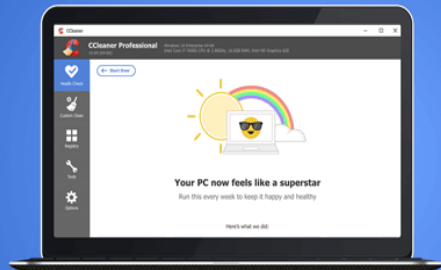 CCleaner
CCleaner Professional
Health Check
Start Over
Custom Clean
Registry
Tools
Options
Your PC now feels like a superstar
Run this every week to keep it happy and healthy
Here's what we did: